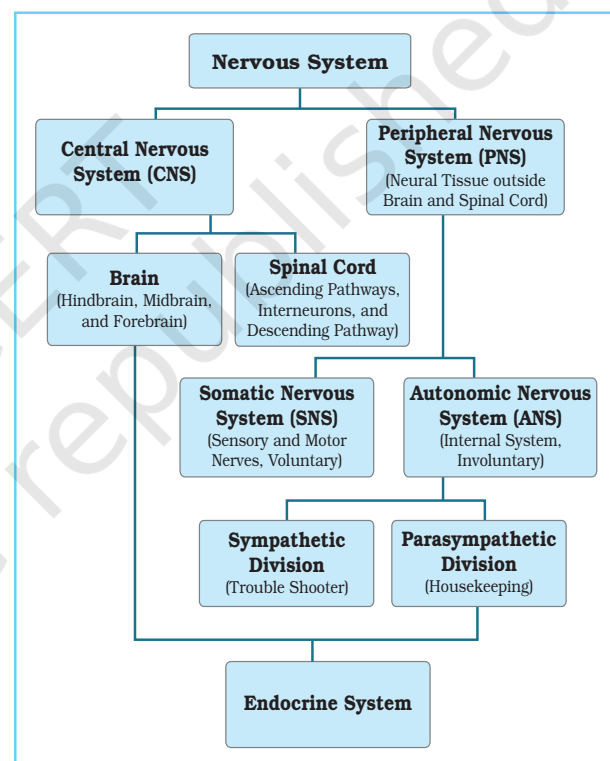 Nervous System
Central Nervous
System (CNS)
Peripheral Nervous
System (PNS)
(Neural Tissue outside
Brain and Spinal Cord)
Brain
(Hindbrain, Midbrain,
and Forebrain)
Spinal Cord
(Ascending Pathways,
Interneurons, and
Descending Pathway)
Somatic Nervous
System (SNS)
(Sensory and Motor
Nerves, Voluntary)
Autonomic Nervous
System (ANS)
(Internal System,
Involuntary)
Sympathetic
Division
(Trouble Shooter)
Parasympathetic
Division
(Housekeeping)
Endocrine System
republished